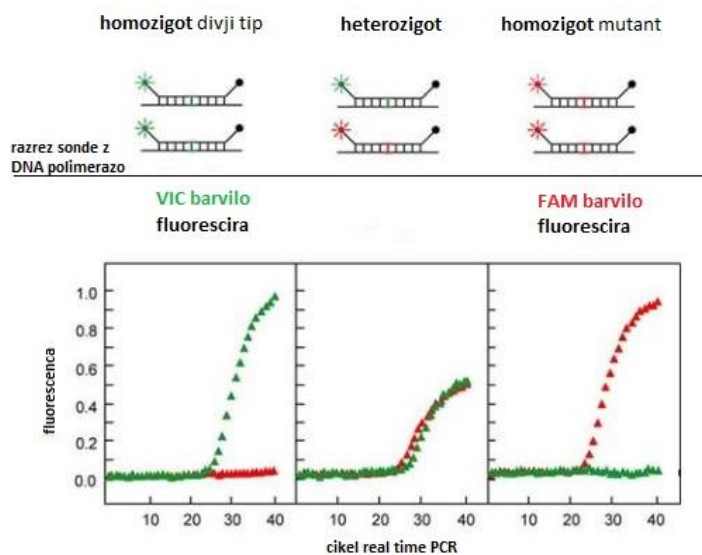 homozigot divji tip
heterozigot
homozigot mutant
razrez sonde z
DNA polimerazo
VIC barvilo
fluorescira
FAM barvilo
fluorescira
fluorescenca
1.0
0.8
0.6
0.4
0.2
0.0
10 20 30 40
10 20 30 40
10 20 30 40
cikel real time PCR